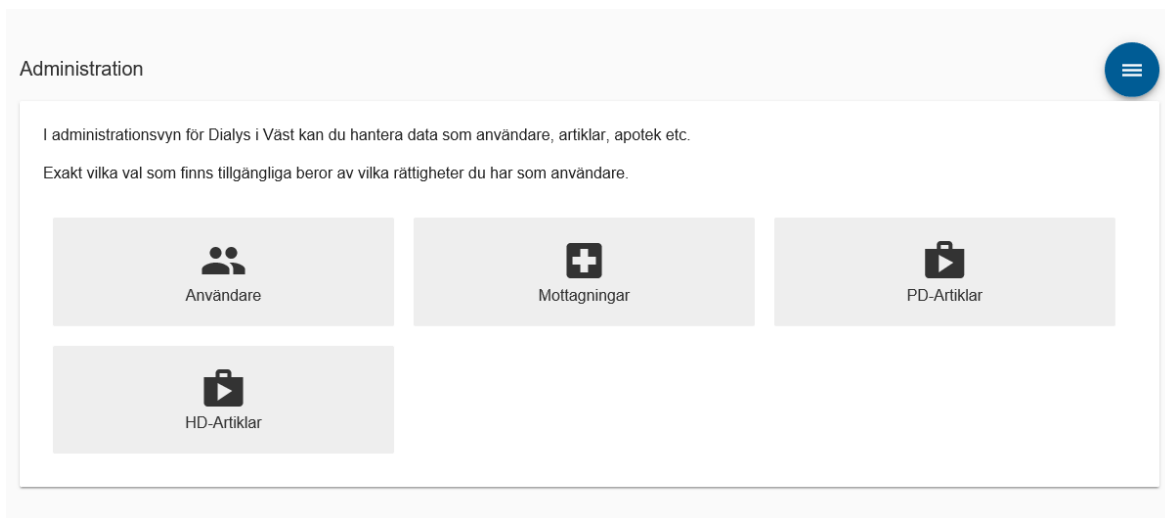 Administration
I administrationsvyn för Dialys i Väst kan du hantera data som användare, artiklar, apotek etc.
Exakt vilka val som finns tillgängliga beror av vilka rättigheter du har som användare.
Användare
Mottagningar
PD-Artiklar
HD-Artiklar